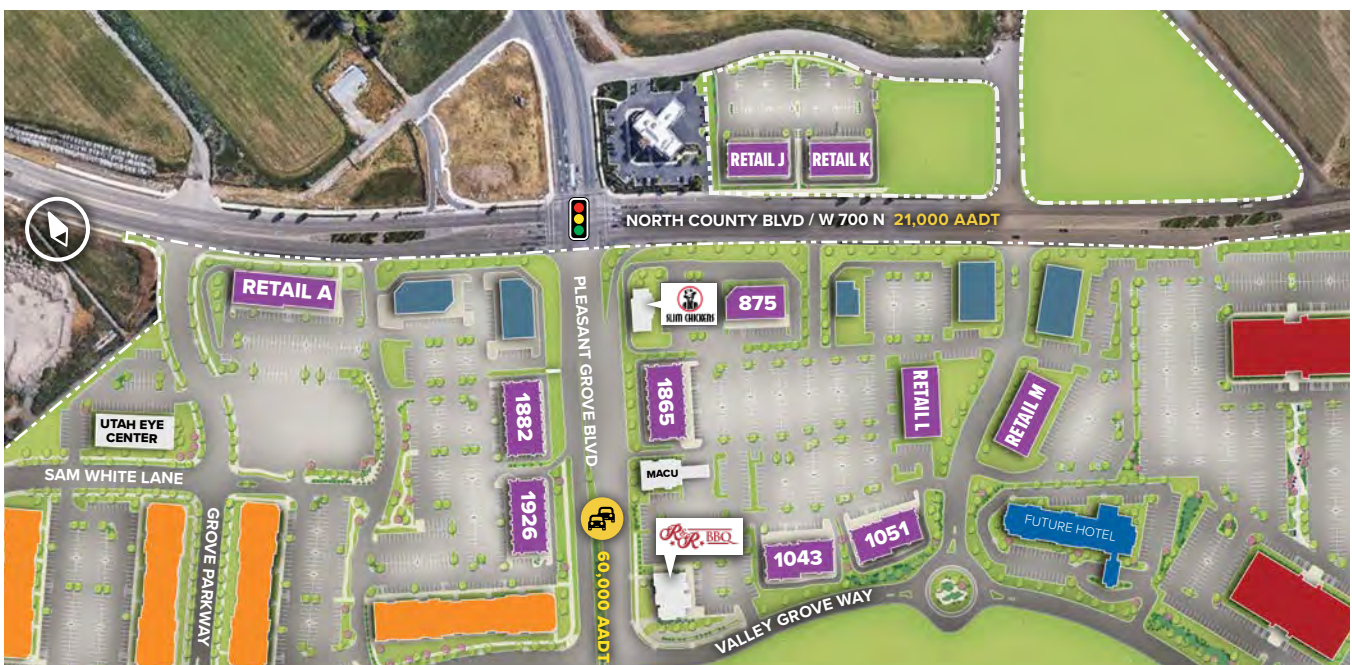 RETAIL J
RETAIL K
NORTH COUNTY BLVD / W 700 N 21,000 AADT
RETAIL A
PLEASANT GROVE BLVD
SLIM CHICKENS
875
1882
1865
RETAIL L
RETAIL M
UTAH EYE
CENTER
SAM WHITE LANE
MACU
1926
GROVE PARKWAY
R&R BBQ
60,000 AADT
1043
1051
FUTURE HOTEL
VALLEY GROVE WAY